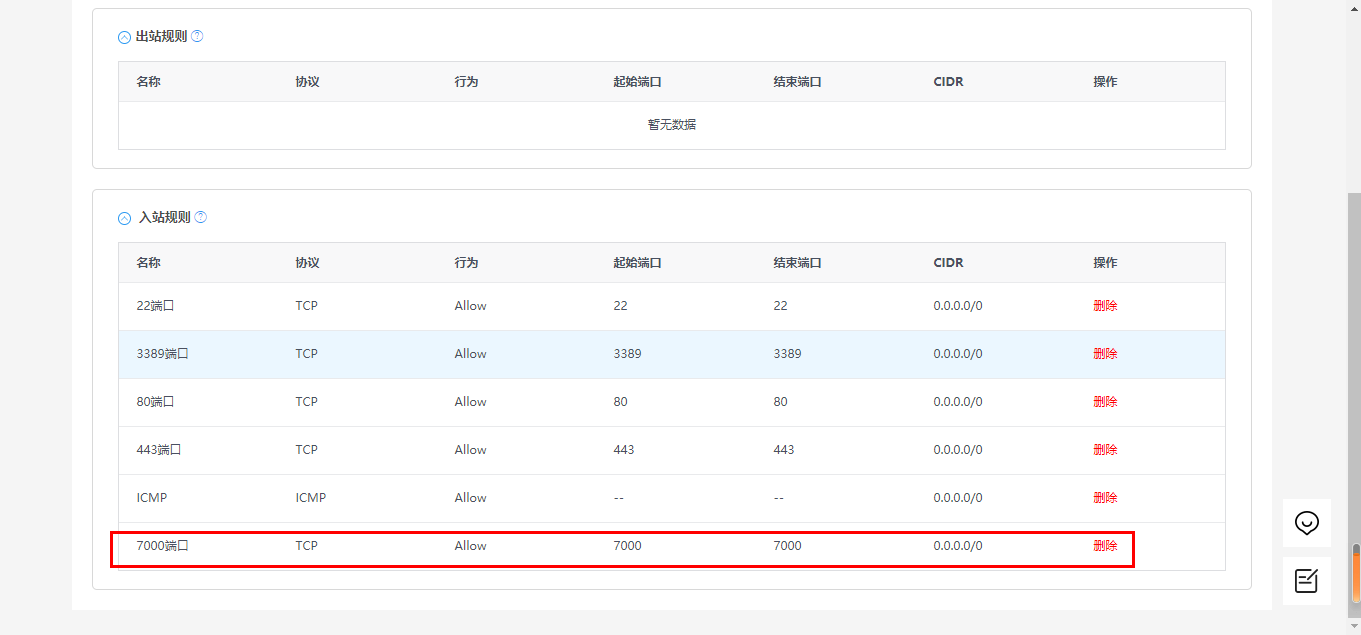 出站规则
名称 协议 行为 起始端口 结束端口 CIDR 操作
暂无数据
入站规则
名称 协议 行为 起始端口 结束端口 CIDR 操作
22端口 TCP Allow 22 22 0.0.0.0/0 删除
3389端口 TCP Allow 3389 3389 0.0.0.0/0 删除
80端口 TCP Allow 80 80 0.0.0.0/0 删除
443端口 TCP Allow 443 443 0.0.0.0/0 删除
ICMP ICMP Allow -- -- 0.0.0.0/0 删除
7000端口 TCP Allow 7000 7000 0.0.0.0/0 删除